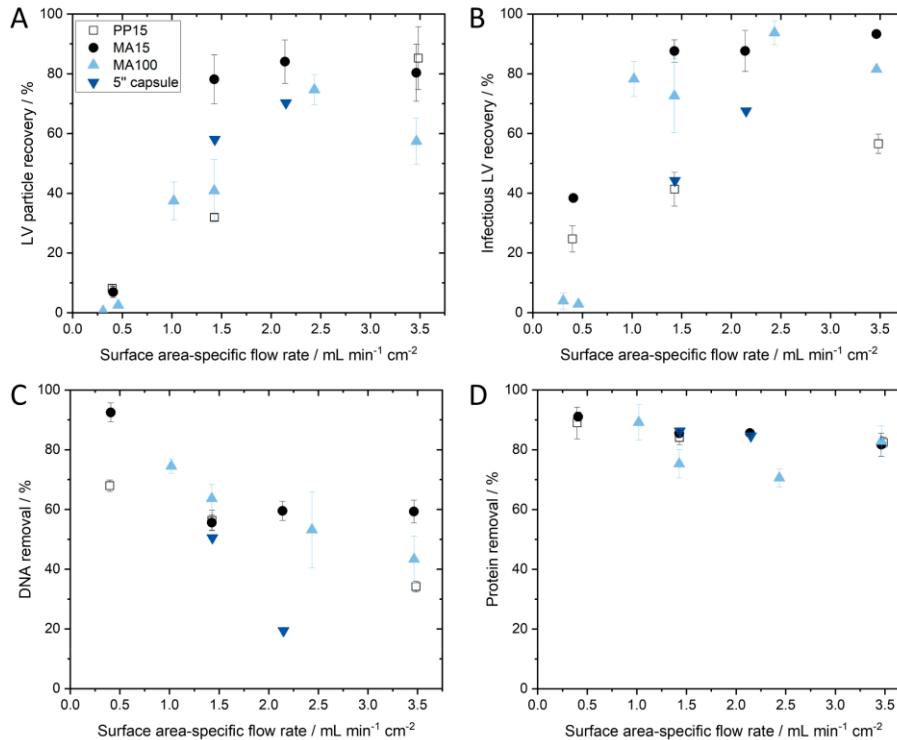 A
B
PP15
MA15
MA100
5" capsule
LV particle recovery / %
100
80
60
40
20
0
0.0 0.5 1.0 1.5 2.0 2.5 3.0 3.5
Surface area-specific flow rate / mL min⁻¹ cm⁻²
Infectious LV recovery / %
100
80
60
40
20
0
0.0 0.5 1.0 1.5 2.0 2.5 3.0 3.5
Surface area-specific flow rate / mL min⁻¹ cm⁻²
C
D
DNA removal / %
100
80
60
40
20
0
0.0 0.5 1.0 1.5 2.0 2.5 3.0 3.5
Surface area-specific flow rate / mL min⁻¹ cm⁻²
Protein removal / %
100
80
60
40
20
0
0.0 0.5 1.0 1.5 2.0 2.5 3.0 3.5
Surface area-specific flow rate / mL min⁻¹ cm⁻²